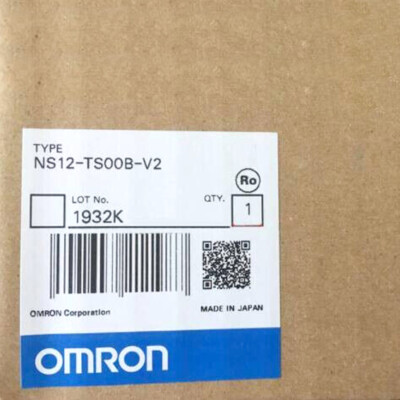 TYPE
NS12-TS00B-V2
Ro
LOT No. QTY.
1932K 1
OMRON Corporation MADE IN JAPAN
OMRON